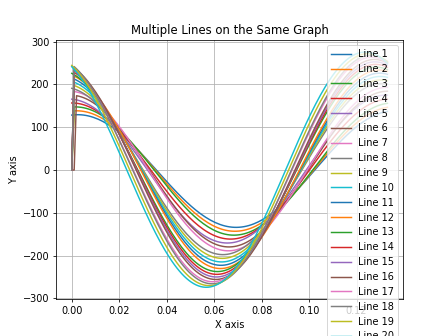 Multiple Lines on the Same Graph
300
200
100
0
−100
−200
−300
Y axis
0.00
0.02
0.04
0.06
0.08
0.10
X axis
Line 1
Line 2
Line 3
Line 4
Line 5
Line 6
Line 7
Line 8
Line 9
Line 10
Line 11
Line 12
Line 13
Line 14
Line 15
Line 16
Line 17
Line 18
Line 19
Line 20